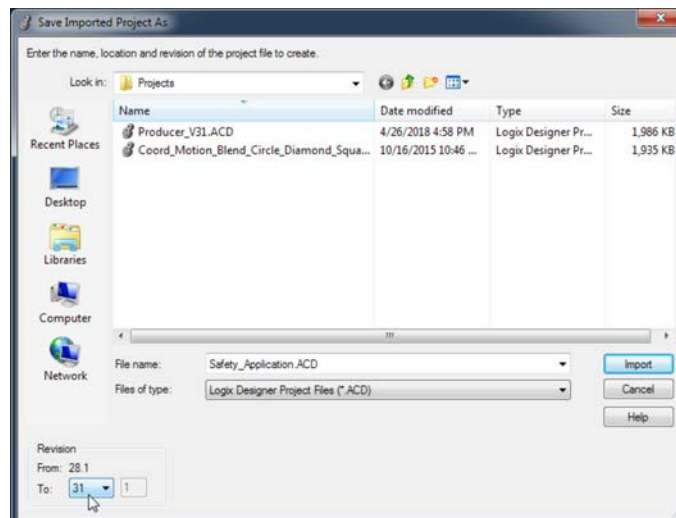 Save Imported Project As
Enter the name, location and revision of the project file to create.
Look in: Projects
Name Date modified Type Size
Producer_V31.ACD 4/26/2018 4:58 PM Logix Designer Pr... 1,986 KB
Coord_Motion_Blend_Circle_Diamond_Squa... 10/16/2015 10:46 ... Logix Designer Pr... 1,935 KB
Recent Places
Desktop
Libraries
Computer
Network
File name: Safety_Application.ACD Import
Files of type: Logix Designer Project Files (*.ACD) Cancel
Help
Revision
From: 28.1
To: 31 1